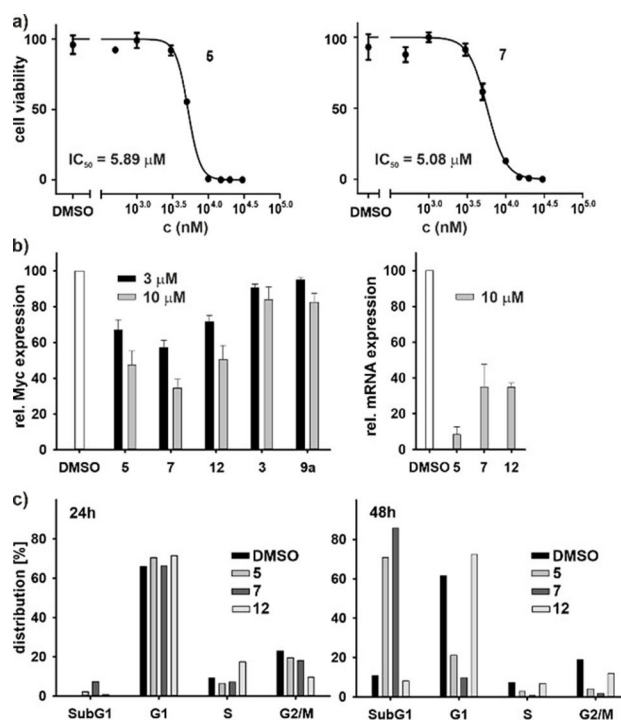 a)
cell viability
100
50
0
5
IC50 = 5.89 µM
DMSO
10^3.0 10^3.5 10^4.0 10^4.5 10^5.0
c (nM)
100
50
0
7
IC50 = 5.08 µM
DMSO
10^3.0 10^3.5 10^4.0 10^4.5 10^5.0
c (nM)
b)
rel. Myc expression
100
80
60
40
20
0
3 µM
10 µM
DMSO 5 7 12 3 9a
rel. mRNA expression
100
80
60
40
20
0
10 µM
DMSO 5 7 12
c)
distribution [%]
24h
80
60
40
20
0
DMSO
5
7
12
SubG1 G1 S G2/M
48h
80
60
40
20
0
DMSO
5
7
12
SubG1 G1 S G2/M